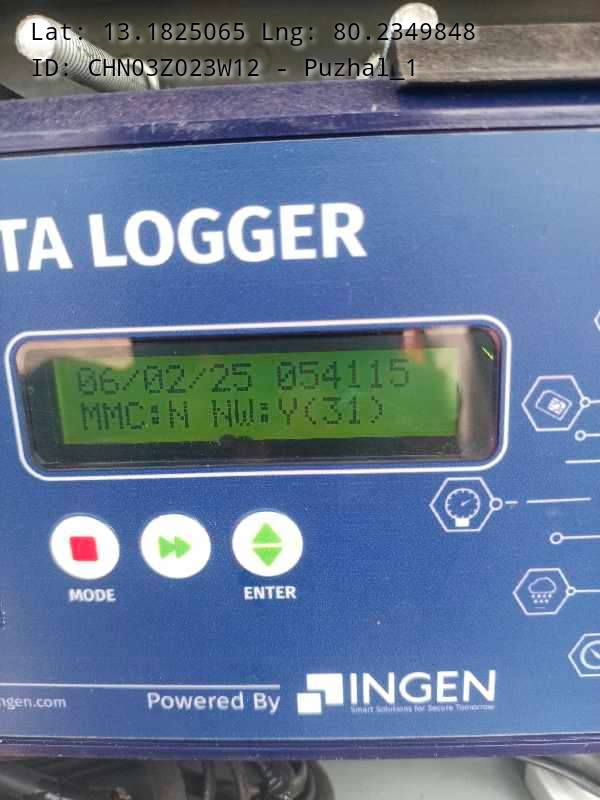 Lat: 13.1825065 Lng: 80.2349848
ID: CHN03Z023W12 - Puzhal_1
TA LOGGER
06/02/25 054115
MMC:N NW:Y(31)
MODE
ENTER
ngen.com
Powered By
INGEN
Smart Solutions for Secure Tomorrow